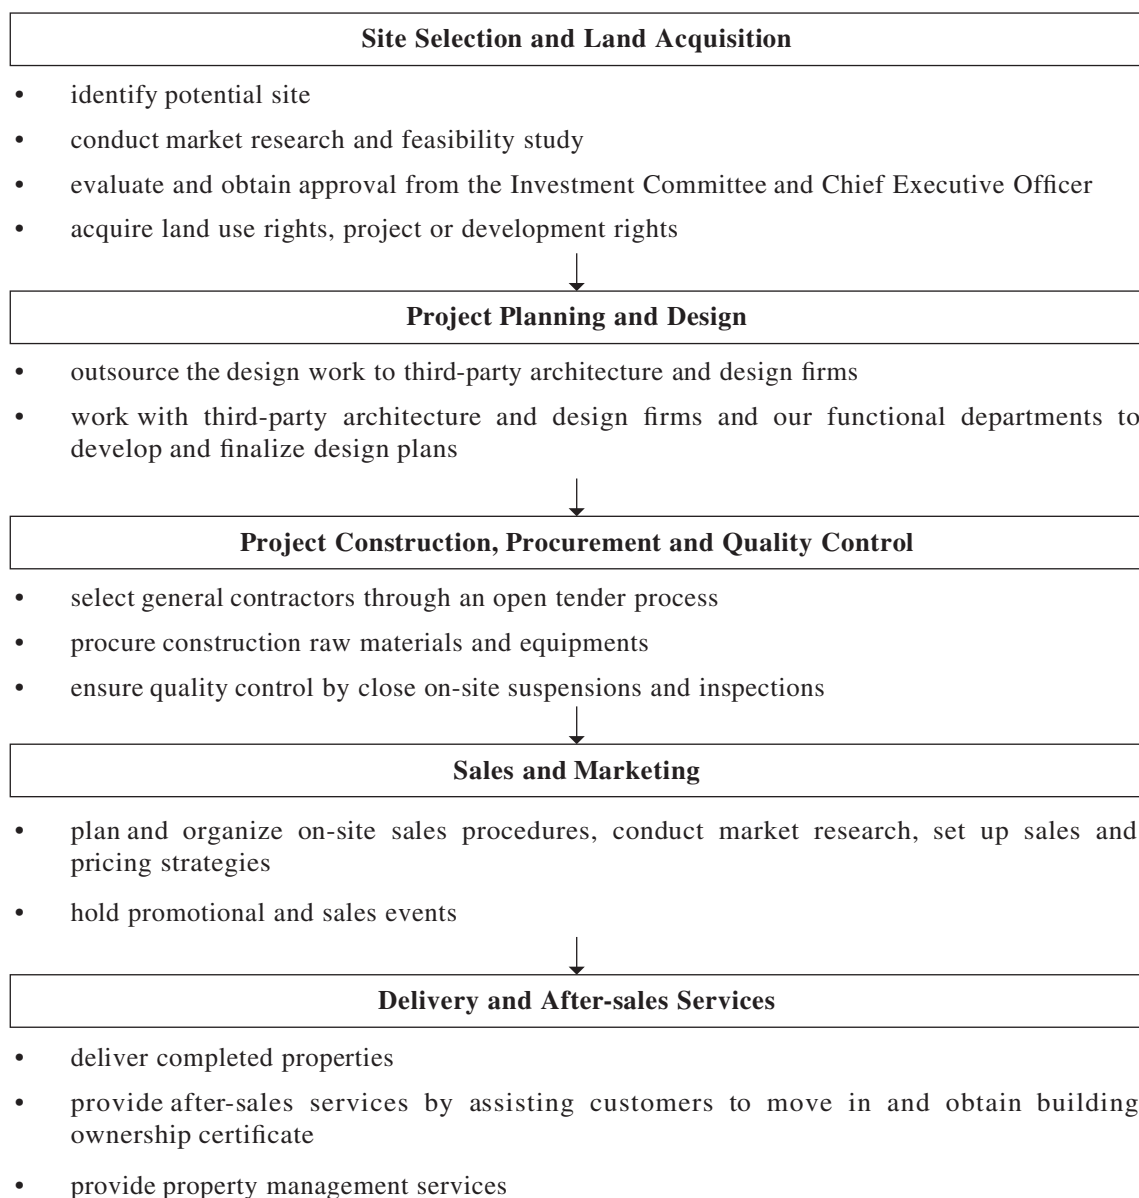 Site Selection and Land Acquisition
• identify potential site
• conduct market research and feasibility study
• evaluate and obtain approval from the Investment Committee and Chief Executive Officer
• acquire land use rights, project or development rights
Project Planning and Design
• outsource the design work to third-party architecture and design firms
• work with third-party architecture and design firms and our functional departments to
develop and finalize design plans
Project Construction, Procurement and Quality Control
• select general contractors through an open tender process
• procure construction raw materials and equipments
• ensure quality control by close on-site suspensions and inspections
Sales and Marketing
• plan and organize on-site sales procedures, conduct market research, set up sales and
pricing strategies
• hold promotional and sales events
Delivery and After-sales Services
• deliver completed properties
• provide after-sales services by assisting customers to move in and obtain building
ownership certificate
• provide property management services